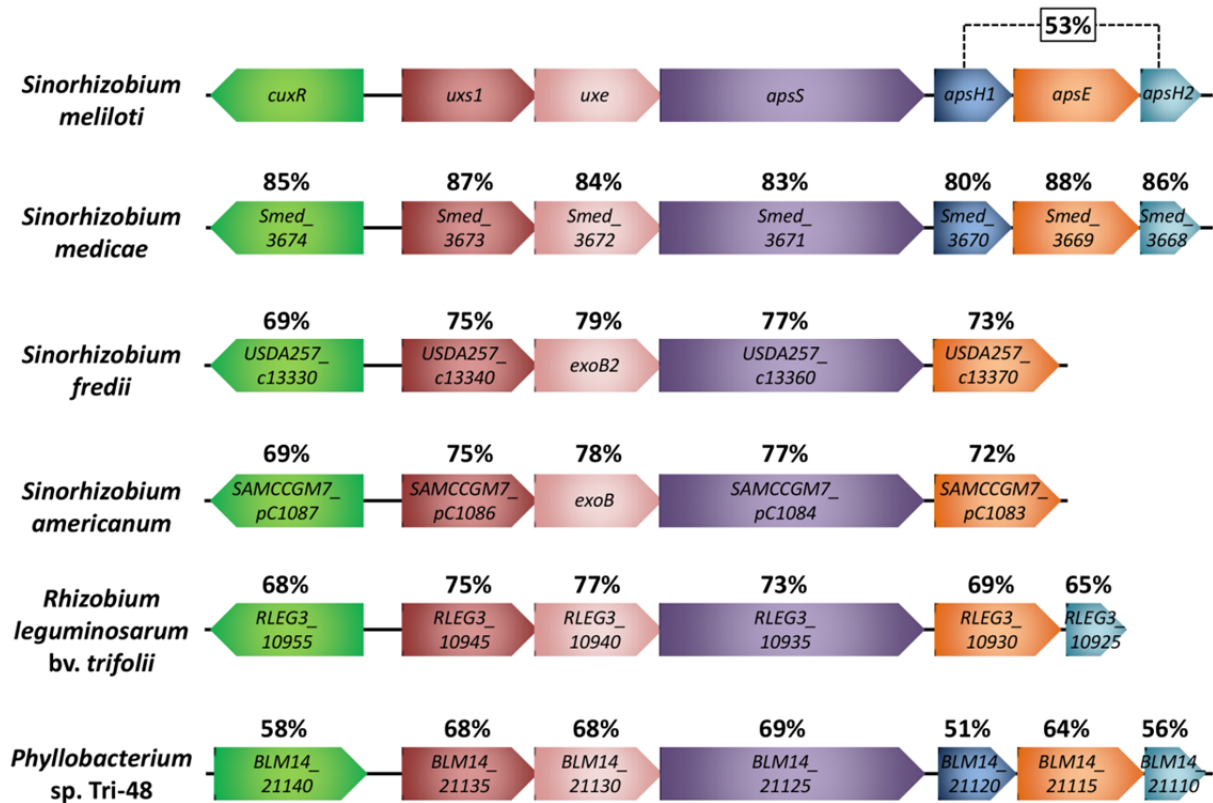 53%
Sinorhizobium
meliloti
cuxR uxs1 uxe apsS apsH1 apsE apsH2
85% 87% 84% 83% 80% 88% 86%
Sinorhizobium
medicae
Smed_ Smed_ Smed_ Smed_ Smed_ Smed_ Smed_
3674 3673 3672 3671 3670 3669 3668
69% 75% 79% 77% 73%
Sinorhizobium
fredii
USDA257_ USDA257_ exoB2 USDA257_ USDA257_
c13330 c13340 c13360 c13370
69% 75% 78% 77% 72%
Sinorhizobium
americanum
SAMCCGM7_ SAMCCGM7_ exoB SAMCCGM7_ SAMCCGM7_
pC1087 pC1086 pC1084 pC1083
68% 75% 77% 73% 69% 65%
Rhizobium
leguminosarum
bv. trifolii
RLEG3_ RLEG3_ RLEG3_ RLEG3_ RLEG3_ RLEG3_
10955 10945 10940 10935 10930 10925
58% 68% 68% 69% 51% 64% 56%
Phyllobacterium
sp. Tri-48
BLM14_ BLM14_ BLM14_ BLM14_ BLM14_ BLM14_ BLM14_
21140 21135 21130 21125 21120 21115 21110